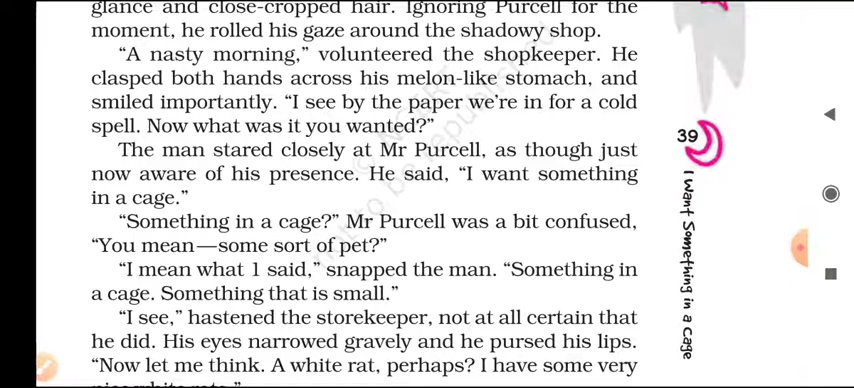 glance and close-cropped hair. Ignoring Purcell for the
moment, he rolled his gaze around the shadowy shop.
“A nasty morning,” volunteered the shopkeeper. He
clasped both hands across his melon-like stomach, and
smiled importantly. “I see by the paper we’re in for a cold
spell. Now what was it you wanted?”
The man stared closely at Mr Purcell, as though just
now aware of his presence. He said, “I want something
in a cage.”
“Something in a cage?” Mr Purcell was a bit confused,
“You mean—some sort of pet?”
“I mean what 1 said,” snapped the man. “Something in
a cage. Something that is small.”
“I see,” hastened the storekeeper, not at all certain that
he did. His eyes narrowed gravely and he pursed his lips.
“Now let me think. A white rat, perhaps? I have some very
nice white rats.”
39
I Want Something in a Cage
not to be republished